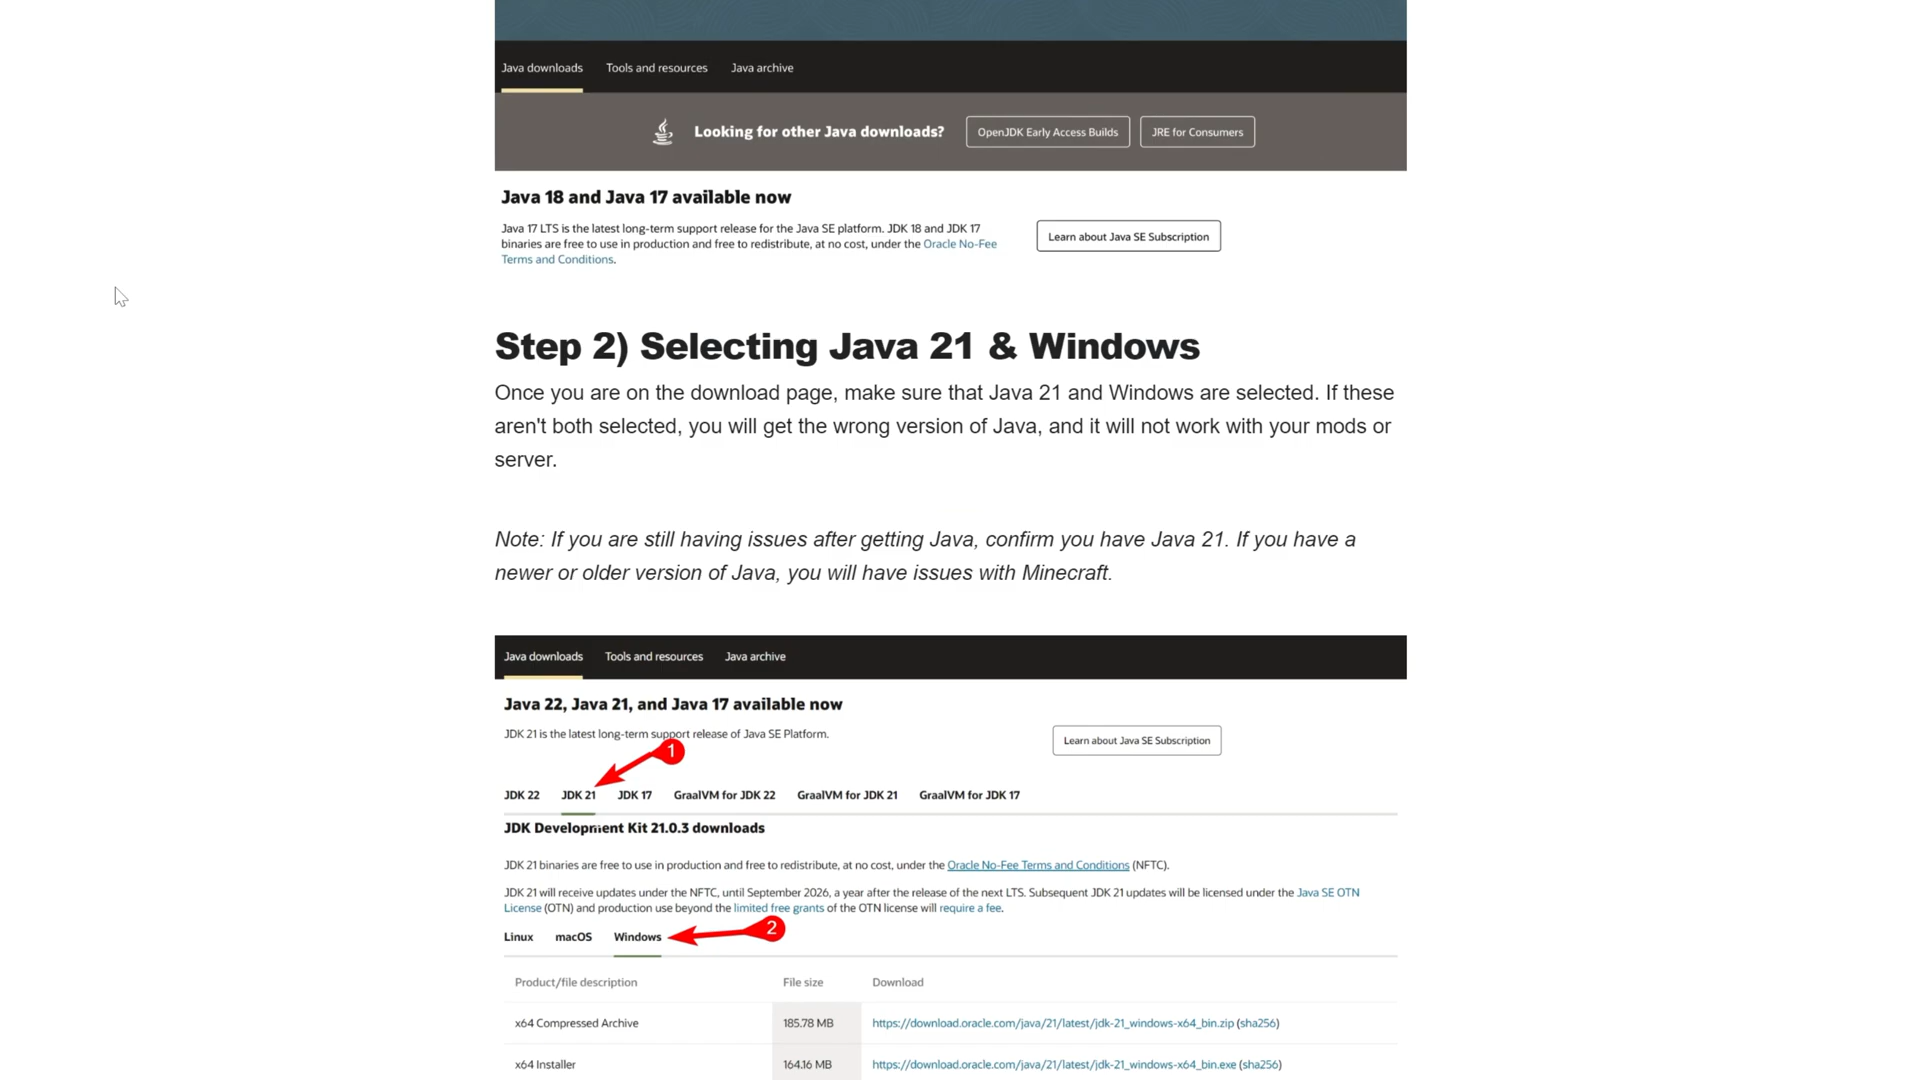 Java downloads Tools and resources Java archive
Looking for other Java downloads? OpenJDK Early Access Builds JRE for Consumers
Java 18 and Java 17 available now
Java 17 LTS is the latest long-term support release for the Java SE platform. JDK 18 and JDK 17
binaries are free to use in production and free to redistribute, at no cost, under the Oracle No-Fee
Terms and Conditions.
Learn about Java SE Subscription
Step 2) Selecting Java 21 & Windows
Once you are on the download page, make sure that Java 21 and Windows are selected. If these
aren't both selected, you will get the wrong version of Java, and it will not work with your mods or
server.
Note: If you are still having issues after getting Java, confirm you have Java 21. If you have a
newer or older version of Java, you will have issues with Minecraft.
Java downloads Tools and resources Java archive
Java 22, Java 21, and Java 17 available now
JDK 21 is the latest long-term support release of Java SE Platform.
Learn about Java SE Subscription
1
JDK 22 JDK 21 JDK 17 GraalVM for JDK 22 GraalVM for JDK 21 GraalVM for JDK 17
JDK Development Kit 21.0.3 downloads
JDK 21 binaries are free to use in production and free to redistribute, at no cost, under the Oracle No-Fee Terms and Conditions (NFTC).
JDK 21 will receive updates under the NFTC, until September 2026, a year after the release of the next LTS. Subsequent JDK 21 updates will be licensed under the Java SE OTN
License (OTN) and production use beyond the limited free grants of the OTN license will require a fee.
Linux macOS Windows 2
Product/file description File size Download
x64 Compressed Archive 185.78 MB https://download.oracle.com/java/21/latest/jdk-21_windows-x64_bin.zip (sha256)
x64 Installer 164.16 MB https://download.oracle.com/java/21/latest/jdk-21_windows-x64_bin.exe (sha256)